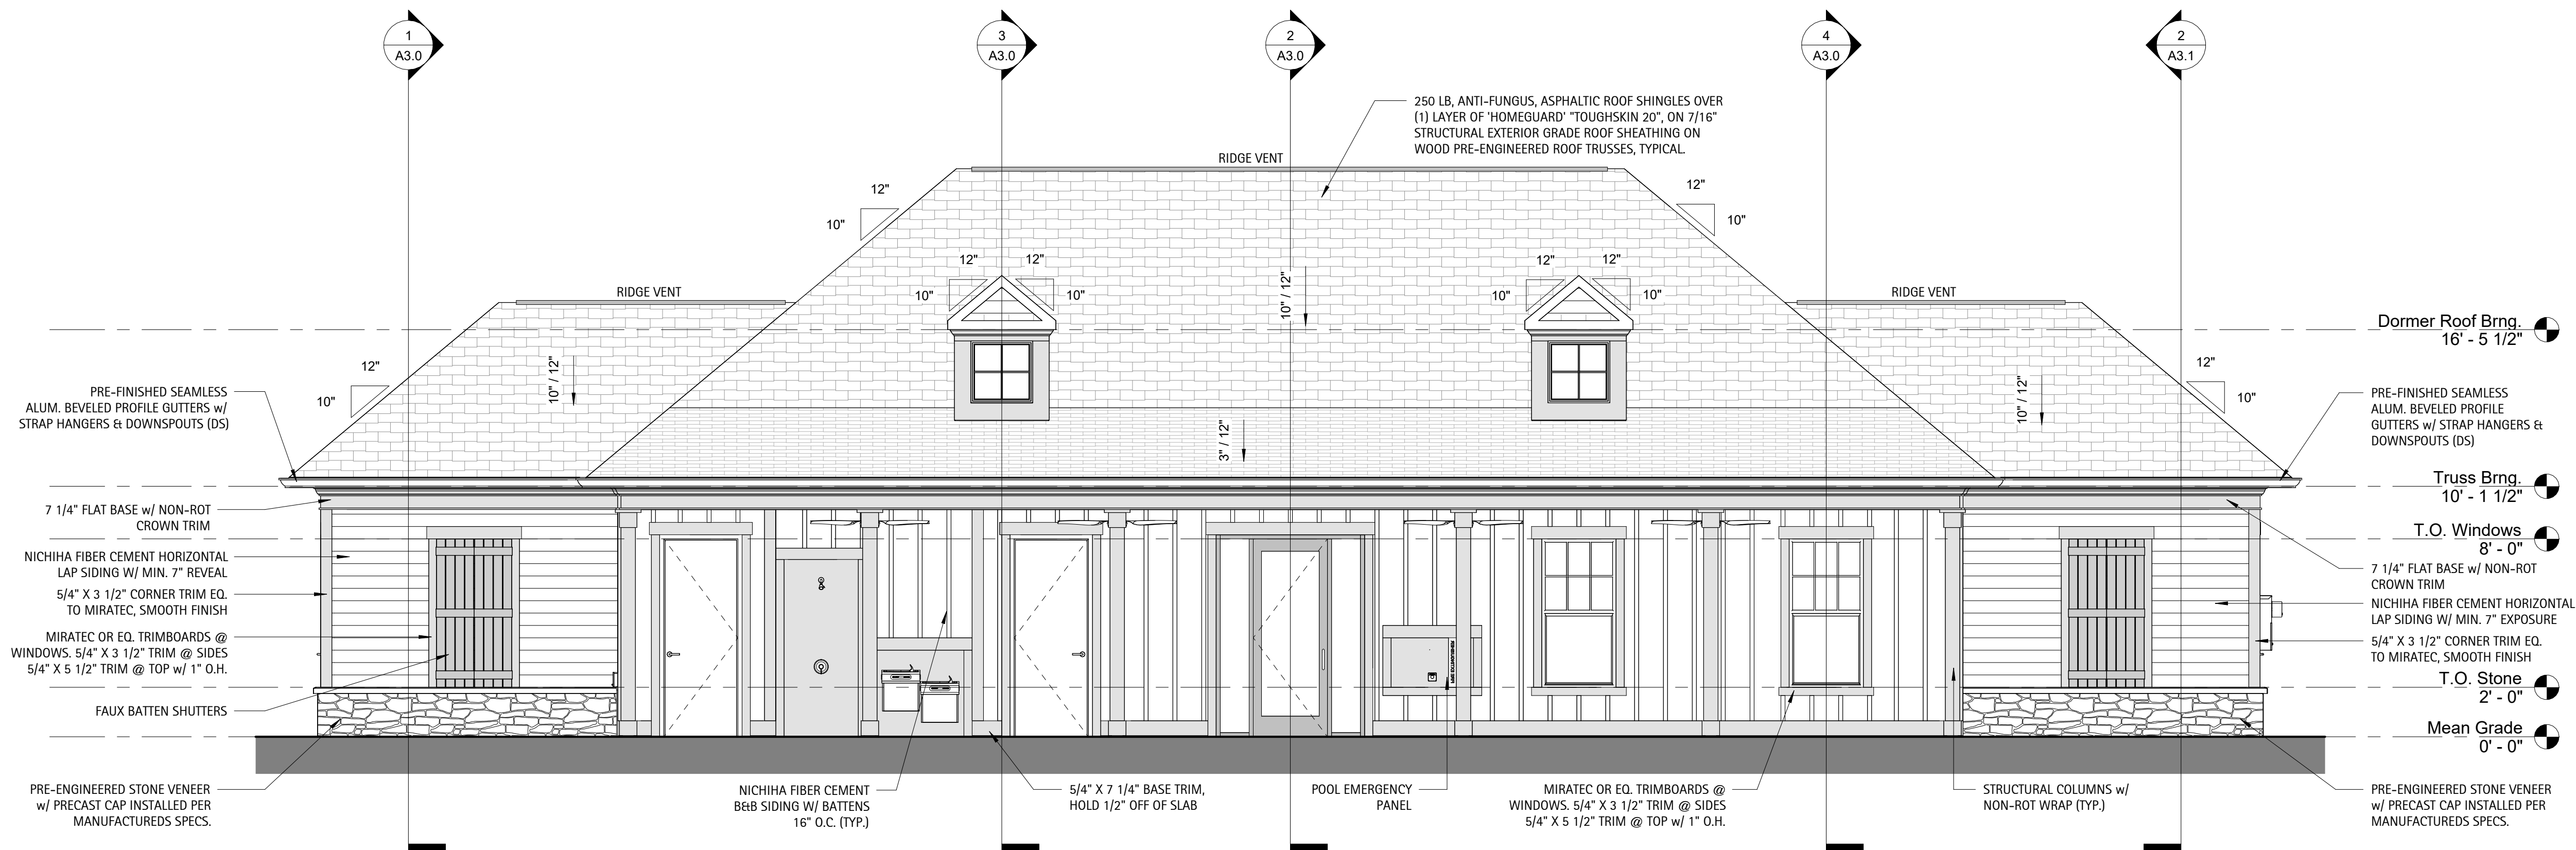 1
A3.0
3
A3.0
2
A3.0
4
A3.0
2
A3.1
250 LB, ANTI-FUNGUS, ASPHALTIC ROOF SHINGLES OVER
(1) LAYER OF 'HOMEGUARD' "TOUGHSKIN 20", ON 7/16"
STRUCTURAL EXTERIOR GRADE ROOF SHEATHING ON
WOOD PRE-ENGINEERED ROOF TRUSSES, TYPICAL.
RIDGE VENT
12"
10"
12"
10"
12"
12"
10"
10"
10" / 12"
12"
12"
10"
10"
RIDGE VENT
RIDGE VENT
12"
10"
10" / 12"
3" / 12"
10" / 12"
12"
10"
Dormer Roof Brng.
16' - 5 1/2"
Truss Brng.
10' - 1 1/2"
T.O. Windows
8' - 0"
T.O. Stone
2' - 0"
Mean Grade
0' - 0"
PRE-FINISHED SEAMLESS
ALUM. BEVELED PROFILE GUTTERS w/
STRAP HANGERS & DOWNSPOUTS (DS)
7 1/4" FLAT BASE w/ NON-ROT
CROWN TRIM
NICHIHA FIBER CEMENT HORIZONTAL
LAP SIDING W/ MIN. 7" REVEAL
5/4" X 3 1/2" CORNER TRIM EQ.
TO MIRATEC, SMOOTH FINISH
MIRATEC OR EQ. TRIMBOARDS @
WINDOWS. 5/4" X 3 1/2" TRIM @ SIDES
5/4" X 5 1/2" TRIM @ TOP w/ 1" O.H.
FAUX BATTEN SHUTTERS
PRE-ENGINEERED STONE VENEER
w/ PRECAST CAP INSTALLED PER
MANUFACTUREDS SPECS.
NICHIHA FIBER CEMENT
B&B SIDING W/ BATTENS
16" O.C. (TYP.)
5/4" X 7 1/4" BASE TRIM,
HOLD 1/2" OFF OF SLAB
POOL EMERGENCY
PANEL
MIRATEC OR EQ. TRIMBOARDS @
WINDOWS. 5/4" X 3 1/2" TRIM @ SIDES
5/4" X 5 1/2" TRIM @ TOP w/ 1" O.H.
STRUCTURAL COLUMNS w/
NON-ROT WRAP (TYP.)
PRE-FINISHED SEAMLESS
ALUM. BEVELED PROFILE
GUTTERS w/ STRAP HANGERS &
DOWNSPOUTS (DS)
7 1/4" FLAT BASE w/ NON-ROT
CROWN TRIM
NICHIHA FIBER CEMENT HORIZONTAL
LAP SIDING W/ MIN. 7" EXPOSURE
5/4" X 3 1/2" CORNER TRIM EQ.
TO MIRATEC, SMOOTH FINISH
PRE-ENGINEERED STONE VENEER
w/ PRECAST CAP INSTALLED PER
MANUFACTUREDS SPECS.